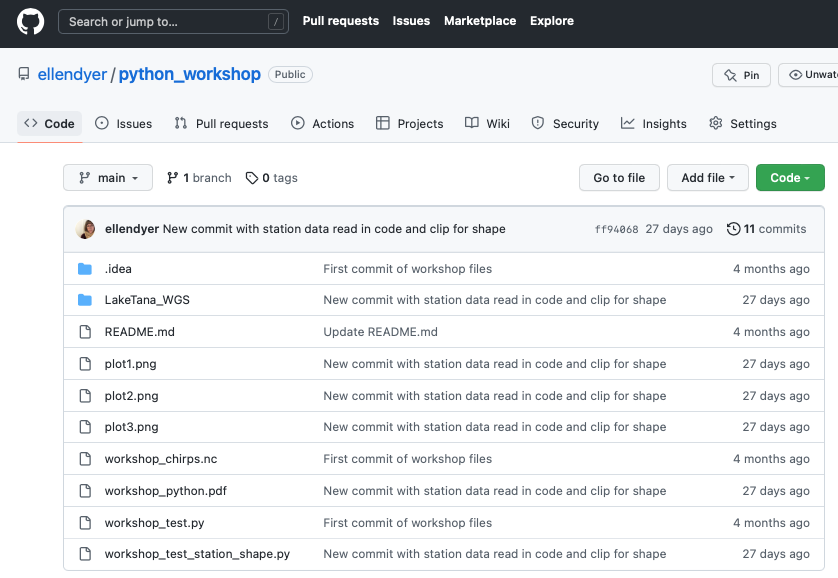 Search or jump to... / Pull requests Issues Marketplace Explore
ellendyer / python_workshop Public Pin
Code Issues Pull requests Actions Projects Wiki Security Insights Settings
main 1 branch 0 tags Go to file Add file Code
ellendyer New commit with station data read in code and clip for shape ff94068 27 days ago 11 commits
.idea First commit of workshop files 4 months ago
LakeTana_WGS New commit with station data read in code and clip for shape 27 days ago
README.md Update README.md 4 months ago
plot1.png New commit with station data read in code and clip for shape 27 days ago
plot2.png New commit with station data read in code and clip for shape 27 days ago
plot3.png New commit with station data read in code and clip for shape 27 days ago
workshop_chirps.nc First commit of workshop files 4 months ago
workshop_python.pdf New commit with station data read in code and clip for shape 27 days ago
workshop_test.py First commit of workshop files 4 months ago
workshop_test_station_shape.py New commit with station data read in code and clip for shape 27 days ago